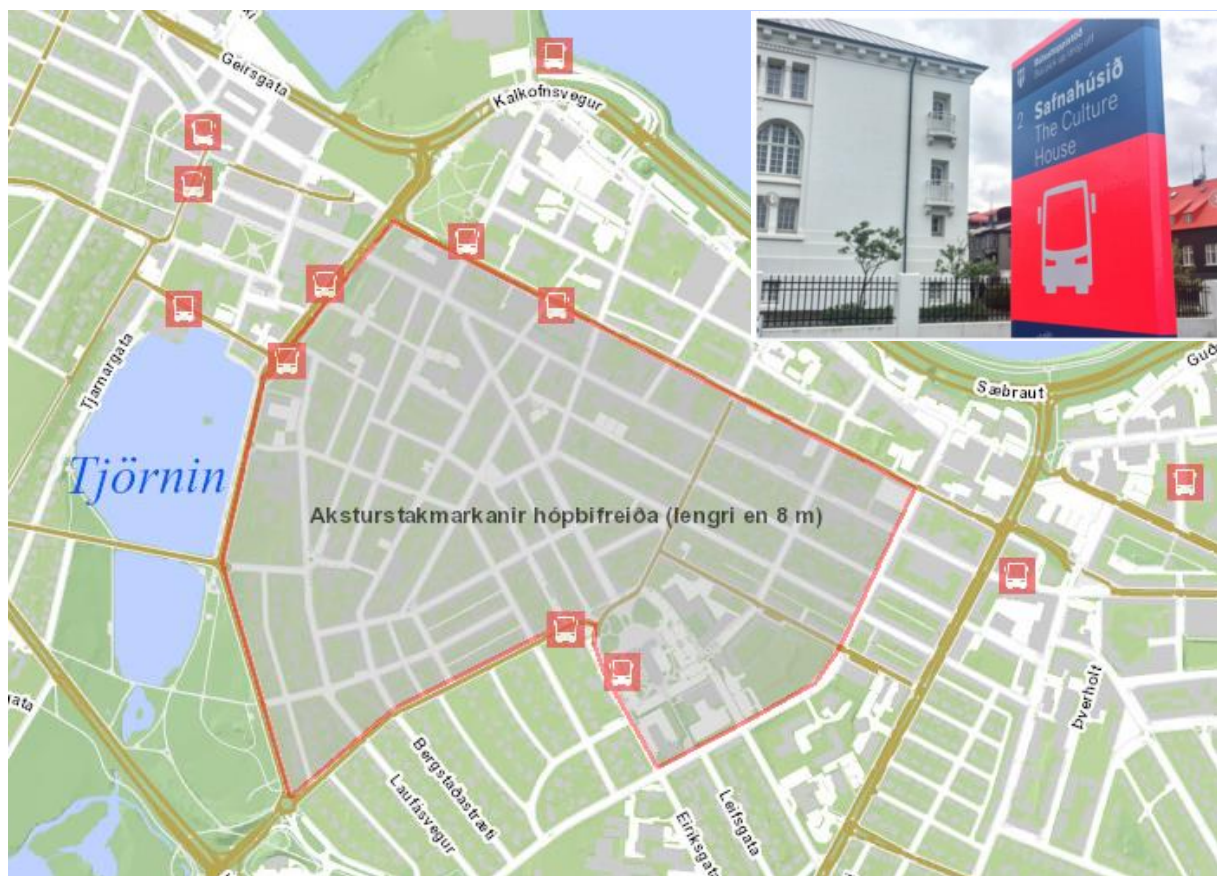 Geirsgata
Kalkofnsvegur
Safnahúsið
2
The Culture
House
Sæbraut
Tjarnargata
Tjörnin
Aksturstakmarkanir hópbifreiða (lengri en 8 m)
Þverholt
Bergstaðastræti
Laufásvegur
Leifsgata
Eiríksgata